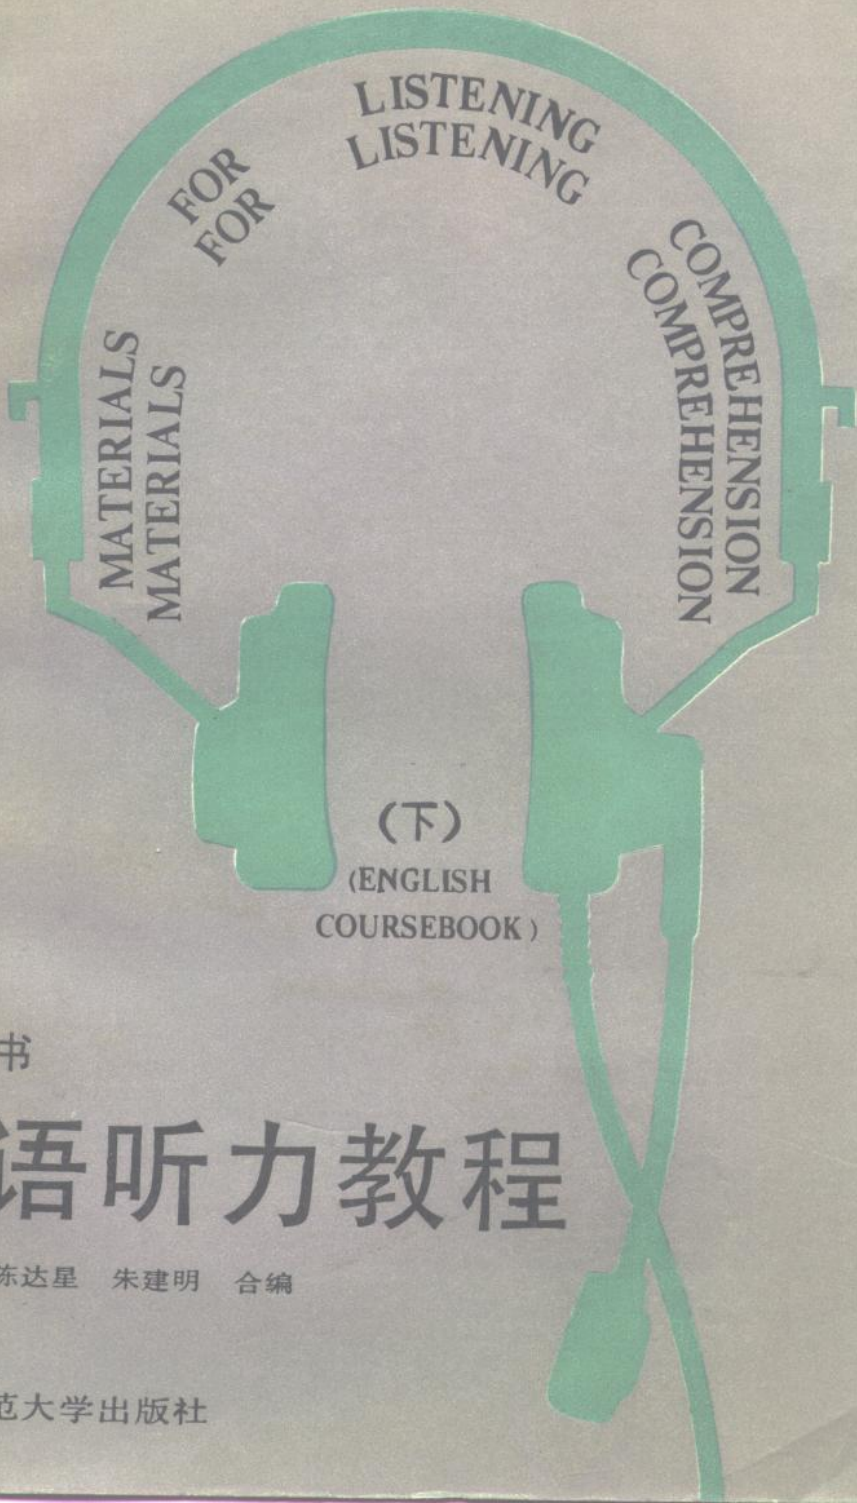 MATERIALS FOR LISTENING COMPREHENSION
MATERIALS FOR LISTENING COMPREHENSION
(下)
(ENGLISH
COURSEBOOK)
书
语听力教程
陈达星 朱建明 合编
范大学出版社